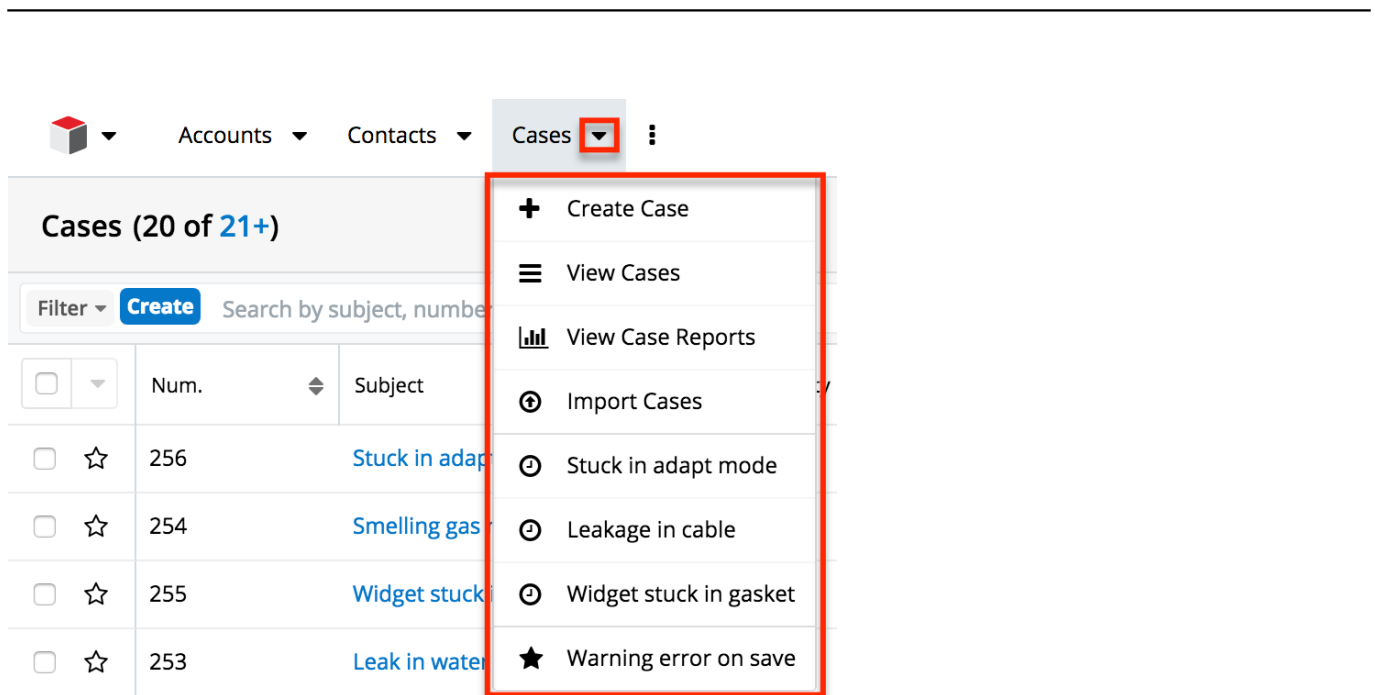 Accounts Contacts Cases
Cases (20 of 21+)
Filter Create Search by subject, number
Num. Subject
256 Stuck in adap
254 Smelling gas
255 Widget stuck
253 Leak in water
Create Case
View Cases
View Case Reports
Import Cases
Stuck in adapt mode
Leakage in cable
Widget stuck in gasket
Warning error on save